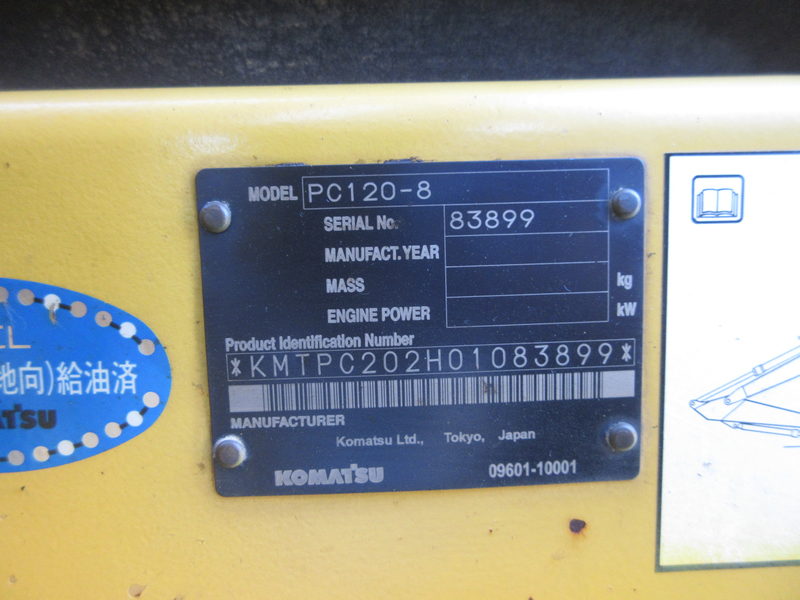 MODEL PC120-8
SERIAL No. 83899
MANUFACT.YEAR
MASS kg
ENGINE POWER kW
Product Identification Number
*KMTPC202H01083899*
MANUFACTURER
Komatsu Ltd., Tokyo, Japan
KOMATSU 09601-10001
EL
地向)給油済
ATSU